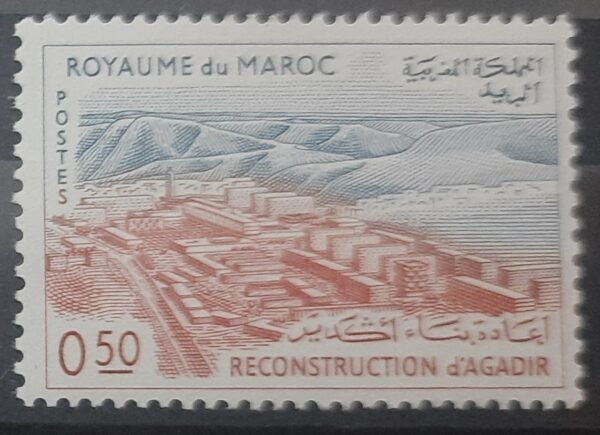 ROYAUME du MAROC
المملكة المغربية
البريد
POSTES
إعادة بناء أكادير
0.50
RECONSTRUCTION d'AGADIR